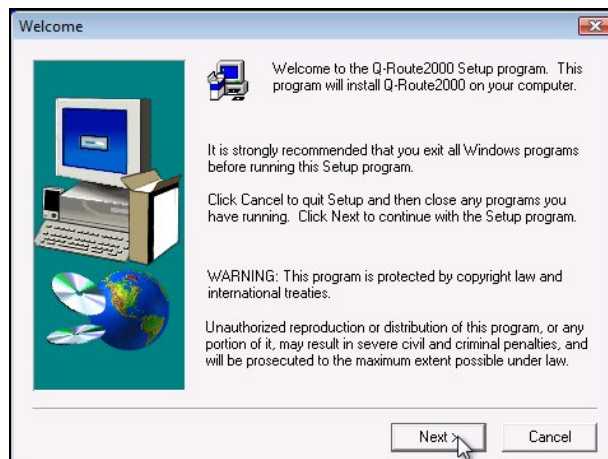 Welcome
Welcome to the Q-Route2000 Setup program. This
program will install Q-Route2000 on your computer.
It is strongly recommended that you exit all Windows programs
before running this Setup program.
Click Cancel to quit Setup and then close any programs you
have running. Click Next to continue with the Setup program.
WARNING: This program is protected by copyright law and
international treaties.
Unauthorized reproduction or distribution of this program, or any
portion of it, may result in severe civil and criminal penalties, and
will be prosecuted to the maximum extent possible under law.
Next >
Cancel